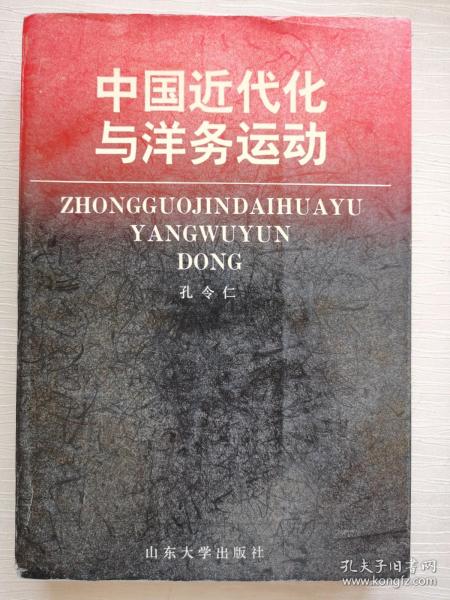 中国近代化
与洋务运动
ZHONGGUOJINDAIHUAYU
YANGWUYUN
DONG
孔令仁
山东大学出版社
孔夫子旧书网
www.kongfz.com